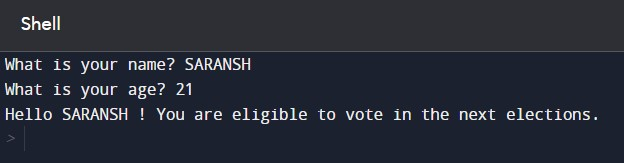 Shell
What is your name? SARANSH
What is your age? 21
Hello SARANSH ! You are eligible to vote in the next elections.
>